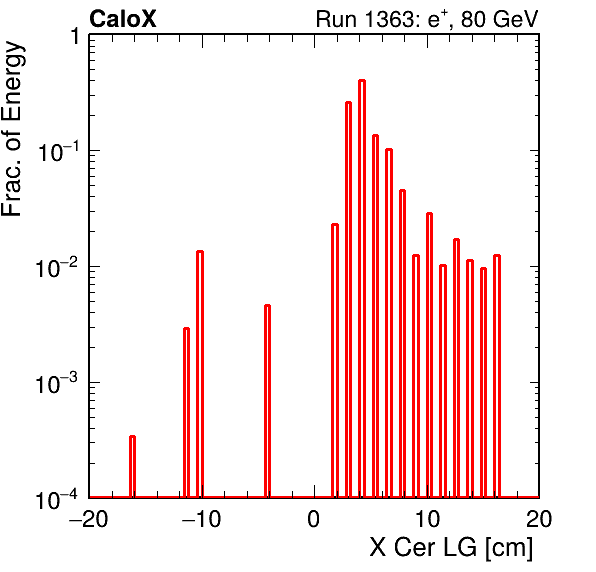 CaloX Run 1363: e⁺, 80 GeV
Frac. of Energy
1
10⁻¹
10⁻²
10⁻³
10⁻⁴
−20 −10 0 10 20
X Cer LG [cm]